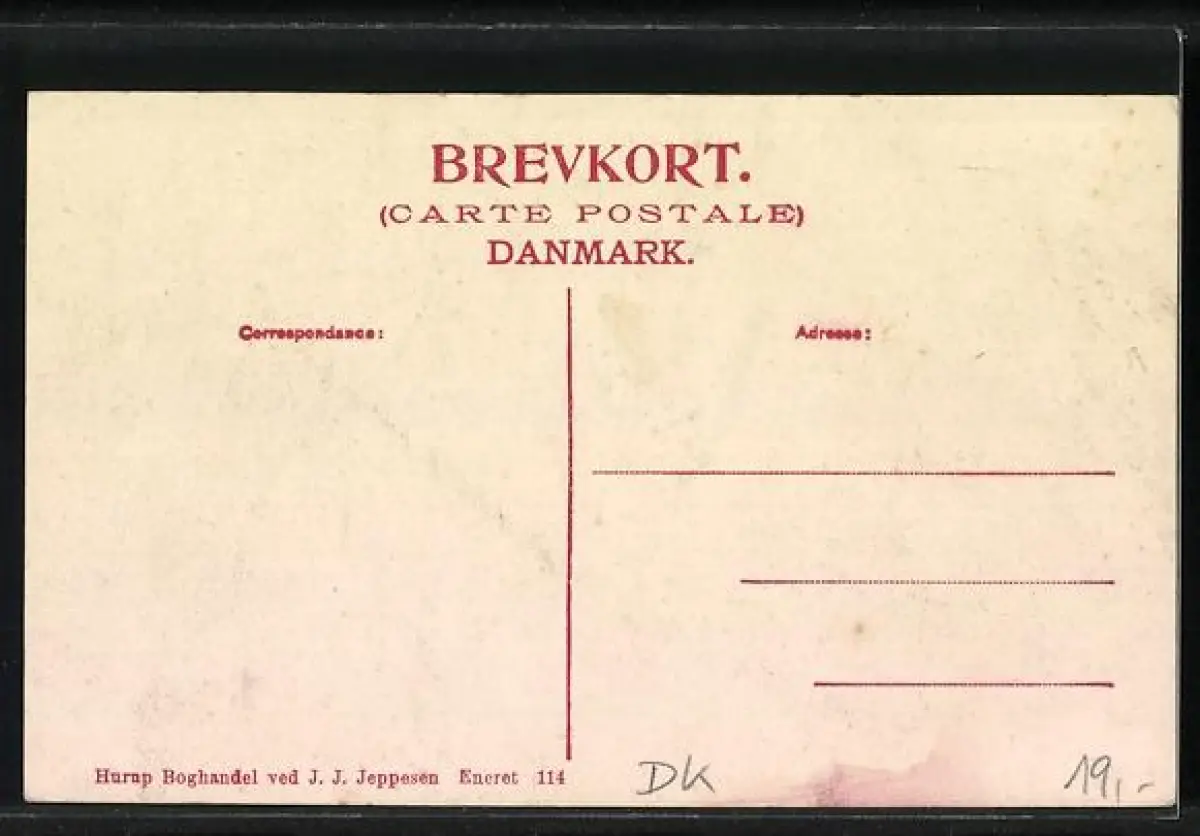 BREVKORT.
(CARTE POSTALE)
DANMARK.
Correspondance:
Adresse:
Hurup Boghandel ved J. J. Jeppesen Eneret 114
DK
19,-